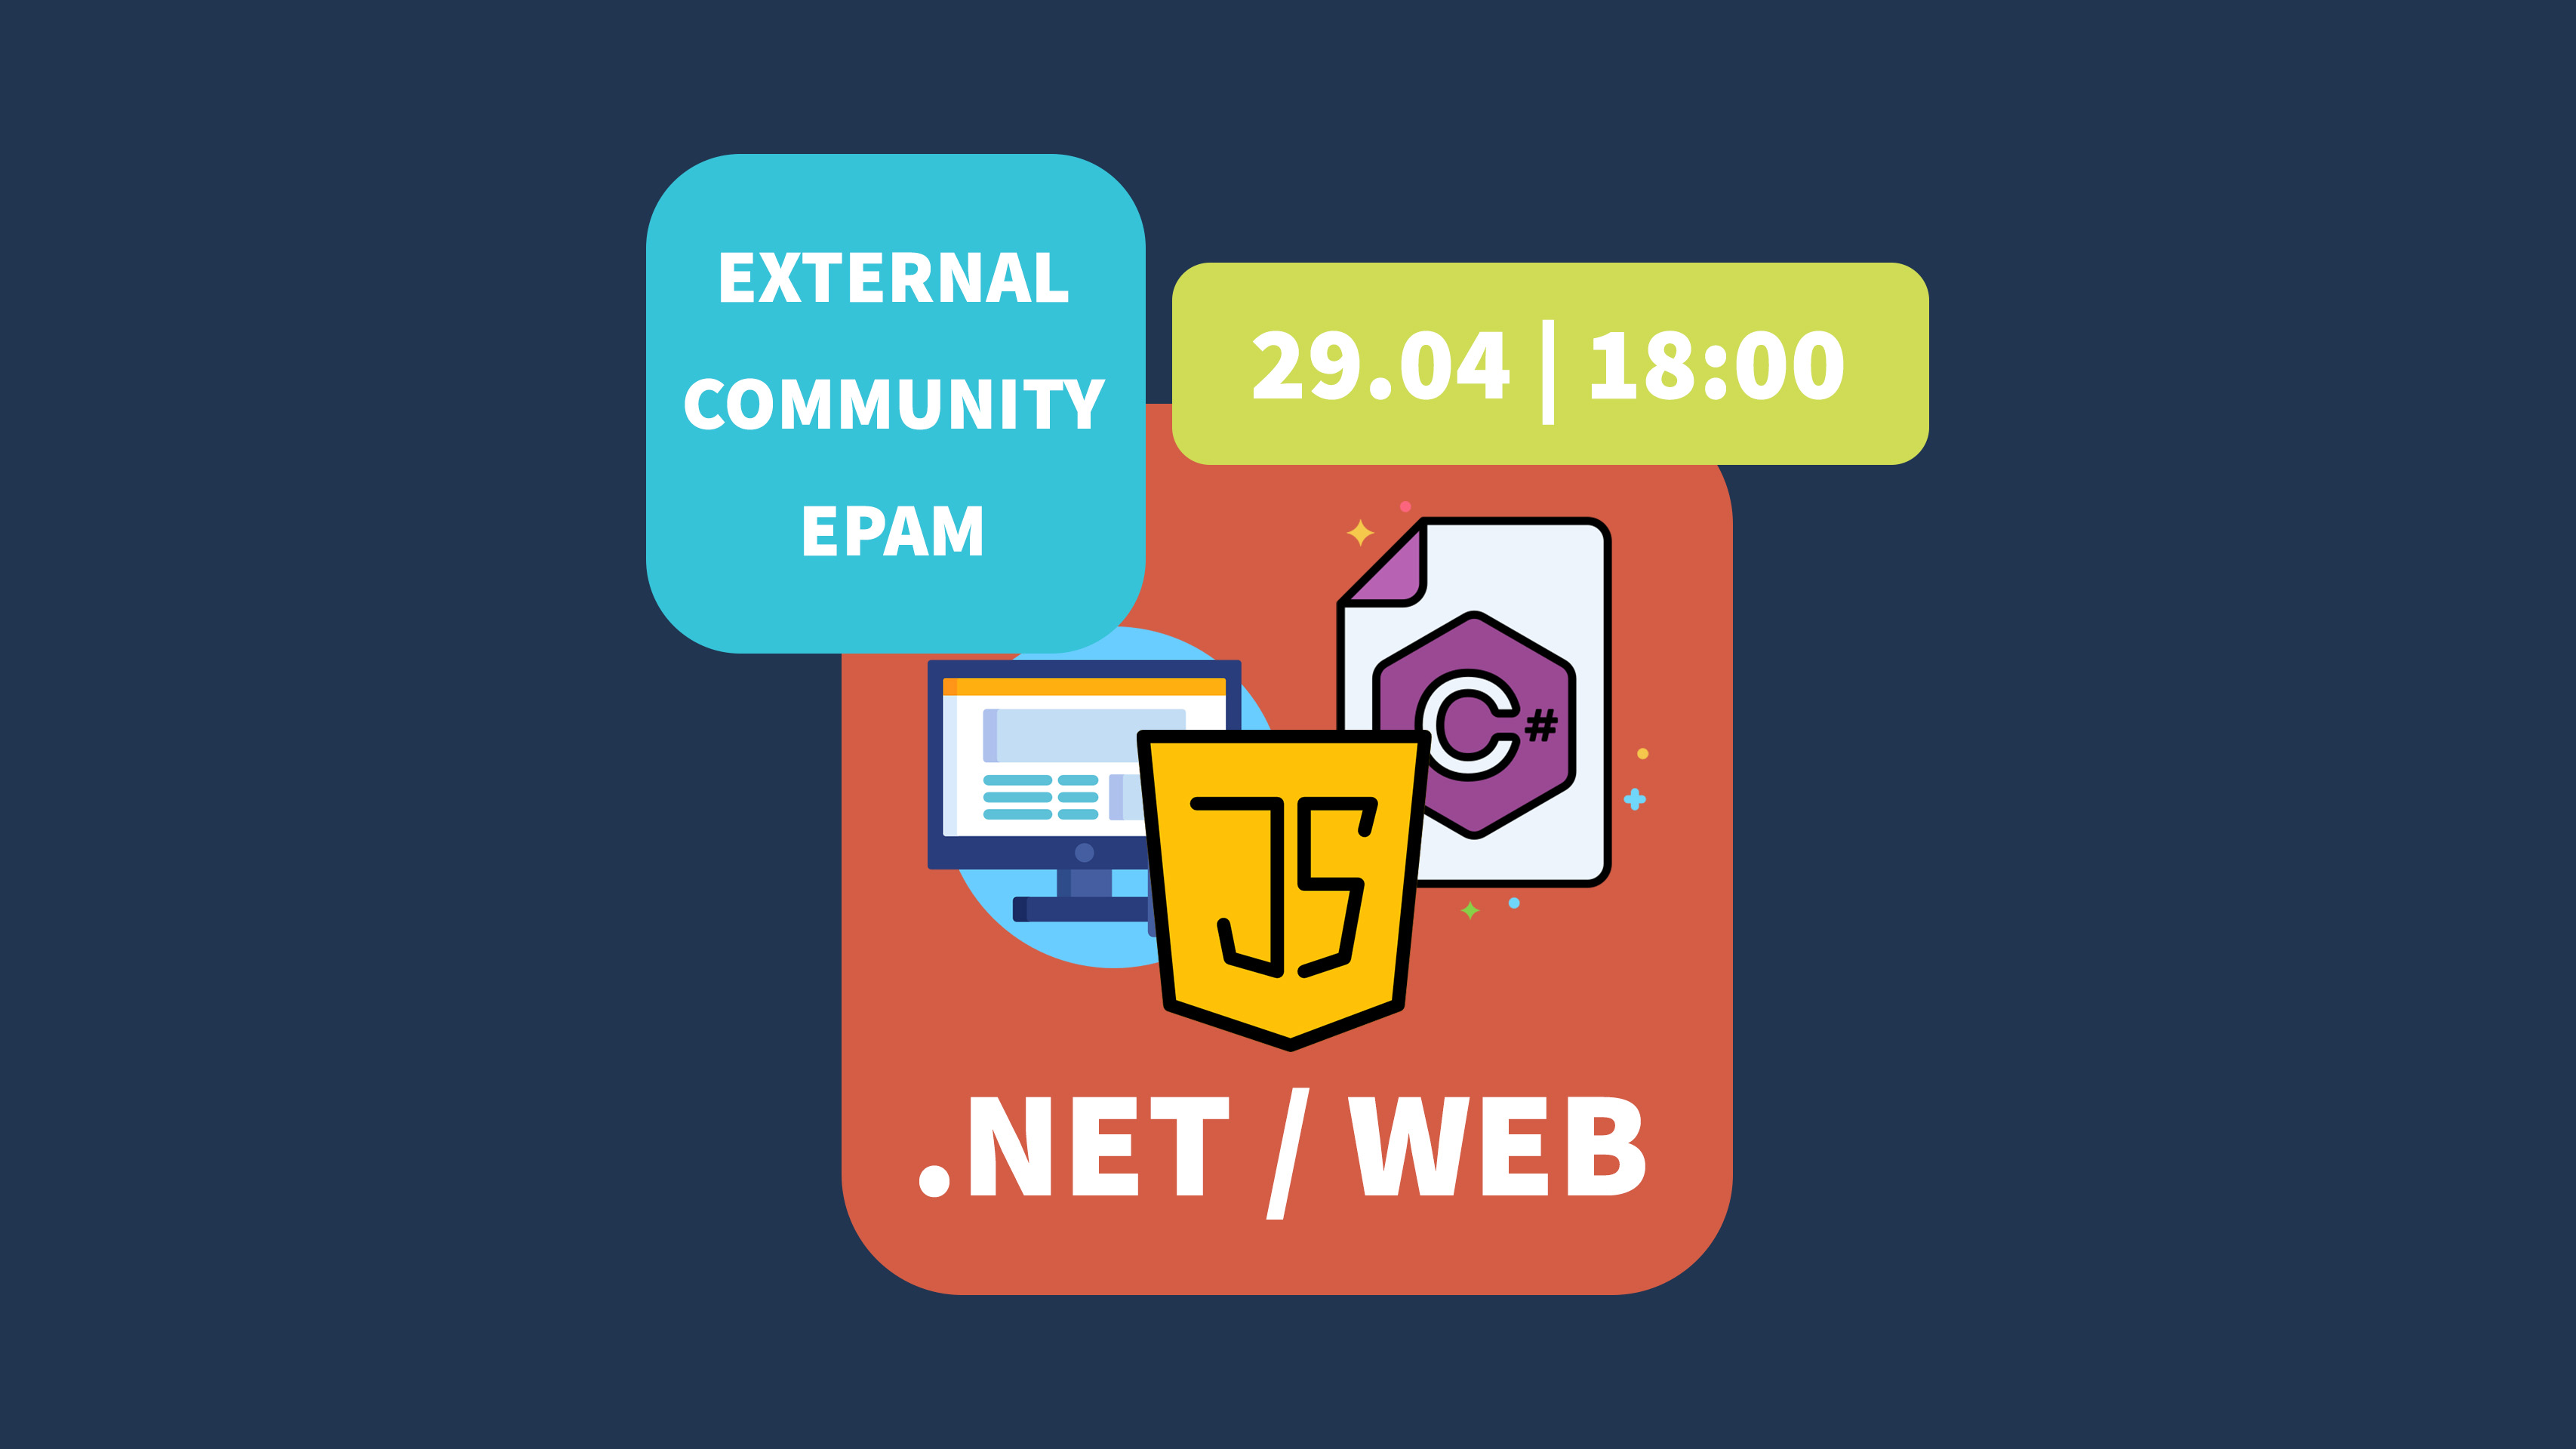 EXTERNAL
COMMUNITY
EPAM
29.04 | 18:00
C#
JS
.NET / WEB